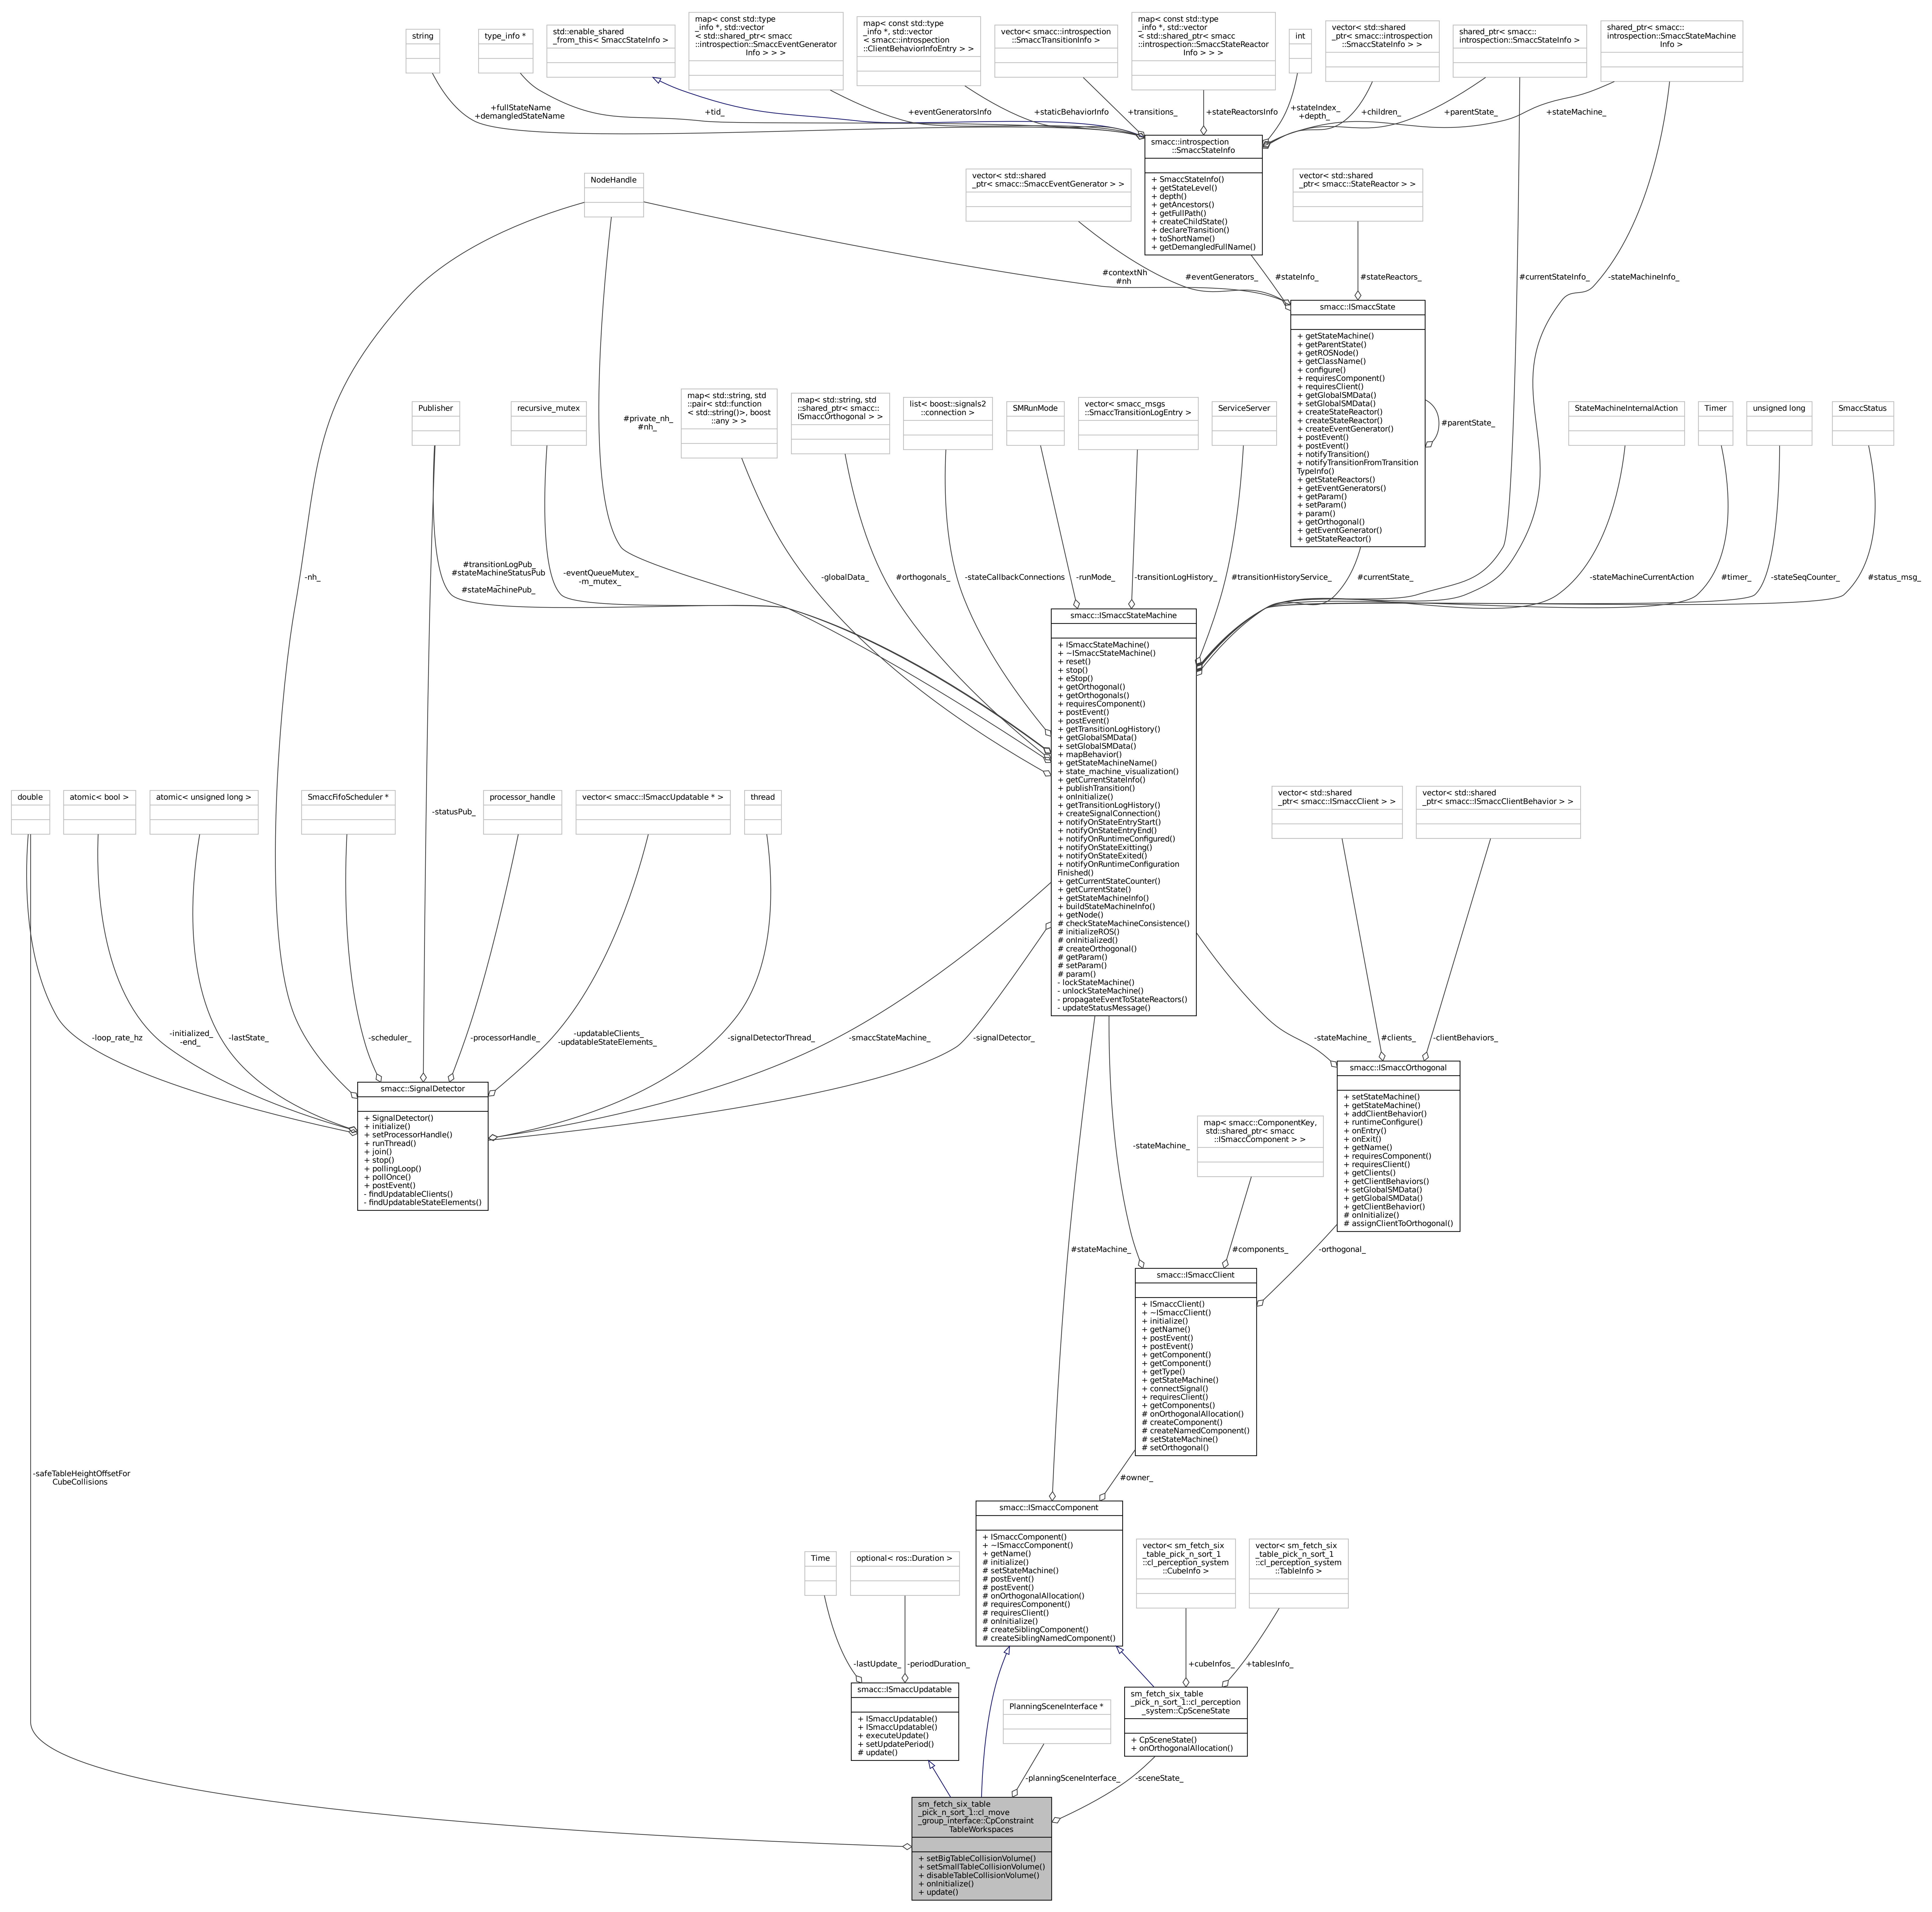 string
type_info *
std::enable_shared
_from_this< SmaccStateInfo >
map< const std::type
_info *, std::vector
< std::shared_ptr< smacc
::introspection::SmaccEventGenerator
Info > > >
map< const std::type
_info *, std::vector
< smacc::introspection
::ClientBehaviorInfoEntry > >
vector< smacc::introspection
::SmaccTransitionInfo >
map< const std::type
_info *, std::vector
< std::shared_ptr< smacc
::introspection::SmaccStateReactor
Info > > >
int
vector< std::shared
_ptr< smacc::introspection
::SmaccStateInfo > >
shared_ptr< smacc::
introspection::SmaccStateInfo >
shared_ptr< smacc::
introspection::SmaccStateMachine
Info >
+fullStateName
+demangledStateName
+tid_
+eventGeneratorsInfo
+staticBehaviorInfo
+transitions_
+stateReactorsInfo
+stateIndex_
+depth_
+children_
+parentState_
+stateMachine_
smacc::introspection
::SmaccStateInfo
+ SmaccStateInfo()
+ getStateLevel()
+ depth()
+ getAncestors()
+ getFullPath()
+ createChildState()
+ declareTransition()
+ toShortName()
+ getDemangledFullName()
NodeHandle
vector< std::shared
_ptr< smacc::SmaccEventGenerator > >
vector< std::shared
_ptr< smacc::StateReactor > >
#contextNh
#nh
#eventGenerators_
#stateInfo_
#stateReactors_
#currentStateInfo_
-stateMachineInfo_
smacc::ISmaccState
+ getStateMachine()
+ getParentState()
+ getROSNode()
+ getClassName()
+ configure()
+ requiresComponent()
+ requiresClient()
+ getGlobalSMData()
+ setGlobalSMData()
+ createStateReactor()
+ createStateReactor()
+ createEventGenerator()
+ postEvent()
+ postEvent()
+ notifyTransition()
+ notifyTransitionFromTransition
TypeInfo()
+ getStateReactors()
+ getEventGenerators()
+ getParam()
+ setParam()
+ param()
+ getOrthogonal()
+ getEventGenerator()
+ getStateReactor()
#parentState_
Publisher
recursive_mutex
#private_nh_
#nh_
map< std::string, std
::pair< std::function
< std::string()>, boost
::any > >
map< std::string, std
::shared_ptr< smacc::
ISmaccOrthogonal > >
list< boost::signals2
::connection >
SMRunMode
vector< smacc_msgs
::SmaccTransitionLogEntry >
ServiceServer
StateMachineInternalAction
Timer
unsigned long
SmaccStatus
-nh_
#transitionLogPub_
#stateMachineStatusPub
_
#stateMachinePub_
-eventQueueMutex_
-m_mutex_
-globalData_
#orthogonals_
-stateCallbackConnections
-runMode_
-transitionLogHistory_
#transitionHistoryService_
#currentState_
-stateMachineCurrentAction
#timer_
-stateSeqCounter_
#status_msg_
smacc::ISmaccStateMachine
+ ISmaccStateMachine()
+ ~ISmaccStateMachine()
+ reset()
+ stop()
+ eStop()
+ getOrthogonal()
+ getOrthogonals()
+ requiresComponent()
+ postEvent()
+ postEvent()
+ getTransitionLogHistory()
+ getGlobalSMData()
+ setGlobalSMData()
+ mapBehavior()
+ getStateMachineName()
+ state_machine_visualization()
+ getCurrentStateInfo()
+ publishTransition()
+ onInitialize()
+ getTransitionLogHistory()
+ createSignalConnection()
+ notifyOnStateEntryStart()
+ notifyOnStateEntryEnd()
+ notifyOnRuntimeConfigured()
+ notifyOnStateExitting()
+ notifyOnStateExited()
+ notifyOnRuntimeConfiguration
Finished()
+ getCurrentStateCounter()
+ getCurrentState()
+ getStateMachineInfo()
+ buildStateMachineInfo()
+ getNode()
# checkStateMachineConsistence()
# initializeROS()
# onInitialized()
# createOrthogonal()
# getParam()
# setParam()
# param()
- lockStateMachine()
- unlockStateMachine()
- propagateEventToStateReactors()
- updateStatusMessage()
double
atomic< bool >
atomic< unsigned long >
SmaccFifoScheduler *
-statusPub_
processor_handle
vector< smacc::ISmaccUpdatable * >
thread
vector< std::shared
_ptr< smacc::ISmaccClient > >
vector< std::shared
_ptr< smacc::ISmaccClientBehavior > >
-loop_rate_hz
-initialized_
-end_
-lastState_
-scheduler_
-processorHandle_
-updatableClients_
-updatableStateElements_
-signalDetectorThread_
-smaccStateMachine_
-signalDetector_
-stateMachine_
#clients_
-clientBehaviors_
smacc::SignalDetector
+ SignalDetector()
+ initialize()
+ setProcessorHandle()
+ runThread()
+ join()
+ stop()
+ pollingLoop()
+ pollOnce()
+ postEvent()
- findUpdatableClients()
- findUpdatableStateElements()
smacc::ISmaccOrthogonal
+ setStateMachine()
+ getStateMachine()
+ addClientBehavior()
+ runtimeConfigure()
+ onEntry()
+ onExit()
+ getName()
+ requiresComponent()
+ requiresClient()
+ getClients()
+ getClientBehaviors()
+ setGlobalSMData()
+ getGlobalSMData()
+ getClientBehavior()
# onInitialize()
# assignClientToOrthogonal()
-stateMachine_
map< smacc::ComponentKey,
std::shared_ptr< smacc
::ISmaccComponent > >
#stateMachine_
#components_
-orthogonal_
smacc::ISmaccClient
+ ISmaccClient()
+ ~ISmaccClient()
+ initialize()
+ getName()
+ postEvent()
+ postEvent()
+ getComponent()
+ getComponent()
+ getType()
+ getStateMachine()
+ connectSignal()
+ requiresClient()
+ getComponents()
# onOrthogonalAllocation()
# createComponent()
# createNamedComponent()
# setStateMachine()
# setOrthogonal()
-safeTableHeightOffsetFor
CubeCollisions
#owner_
smacc::ISmaccComponent
+ ISmaccComponent()
+ ~ISmaccComponent()
+ getName()
# initialize()
# setStateMachine()
# postEvent()
# postEvent()
# onOrthogonalAllocation()
# requiresComponent()
# requiresClient()
# onInitialize()
# createSiblingComponent()
# createSiblingNamedComponent()
Time
optional< ros::Duration >
vector< sm_fetch_six
_table_pick_n_sort_1
::cl_perception_system
::CubeInfo >
vector< sm_fetch_six
_table_pick_n_sort_1
::cl_perception_system
::TableInfo >
-lastUpdate_
-periodDuration_
+cubeInfos_
+tablesInfo_
smacc::ISmaccUpdatable
+ ISmaccUpdatable()
+ ISmaccUpdatable()
+ executeUpdate()
+ setUpdatePeriod()
# update()
PlanningSceneInterface *
sm_fetch_six_table
_pick_n_sort_1::cl_perception
_system::CpSceneState
+ CpSceneState()
+ onOrthogonalAllocation()
-planningSceneInterface_
-sceneState_
sm_fetch_six_table
_pick_n_sort_1::cl_move
_group_interface::CpConstraint
TableWorkspaces
+ setBigTableCollisionVolume()
+ setSmallTableCollisionVolume()
+ disableTableCollisionVolume()
+ onInitialize()
+ update()